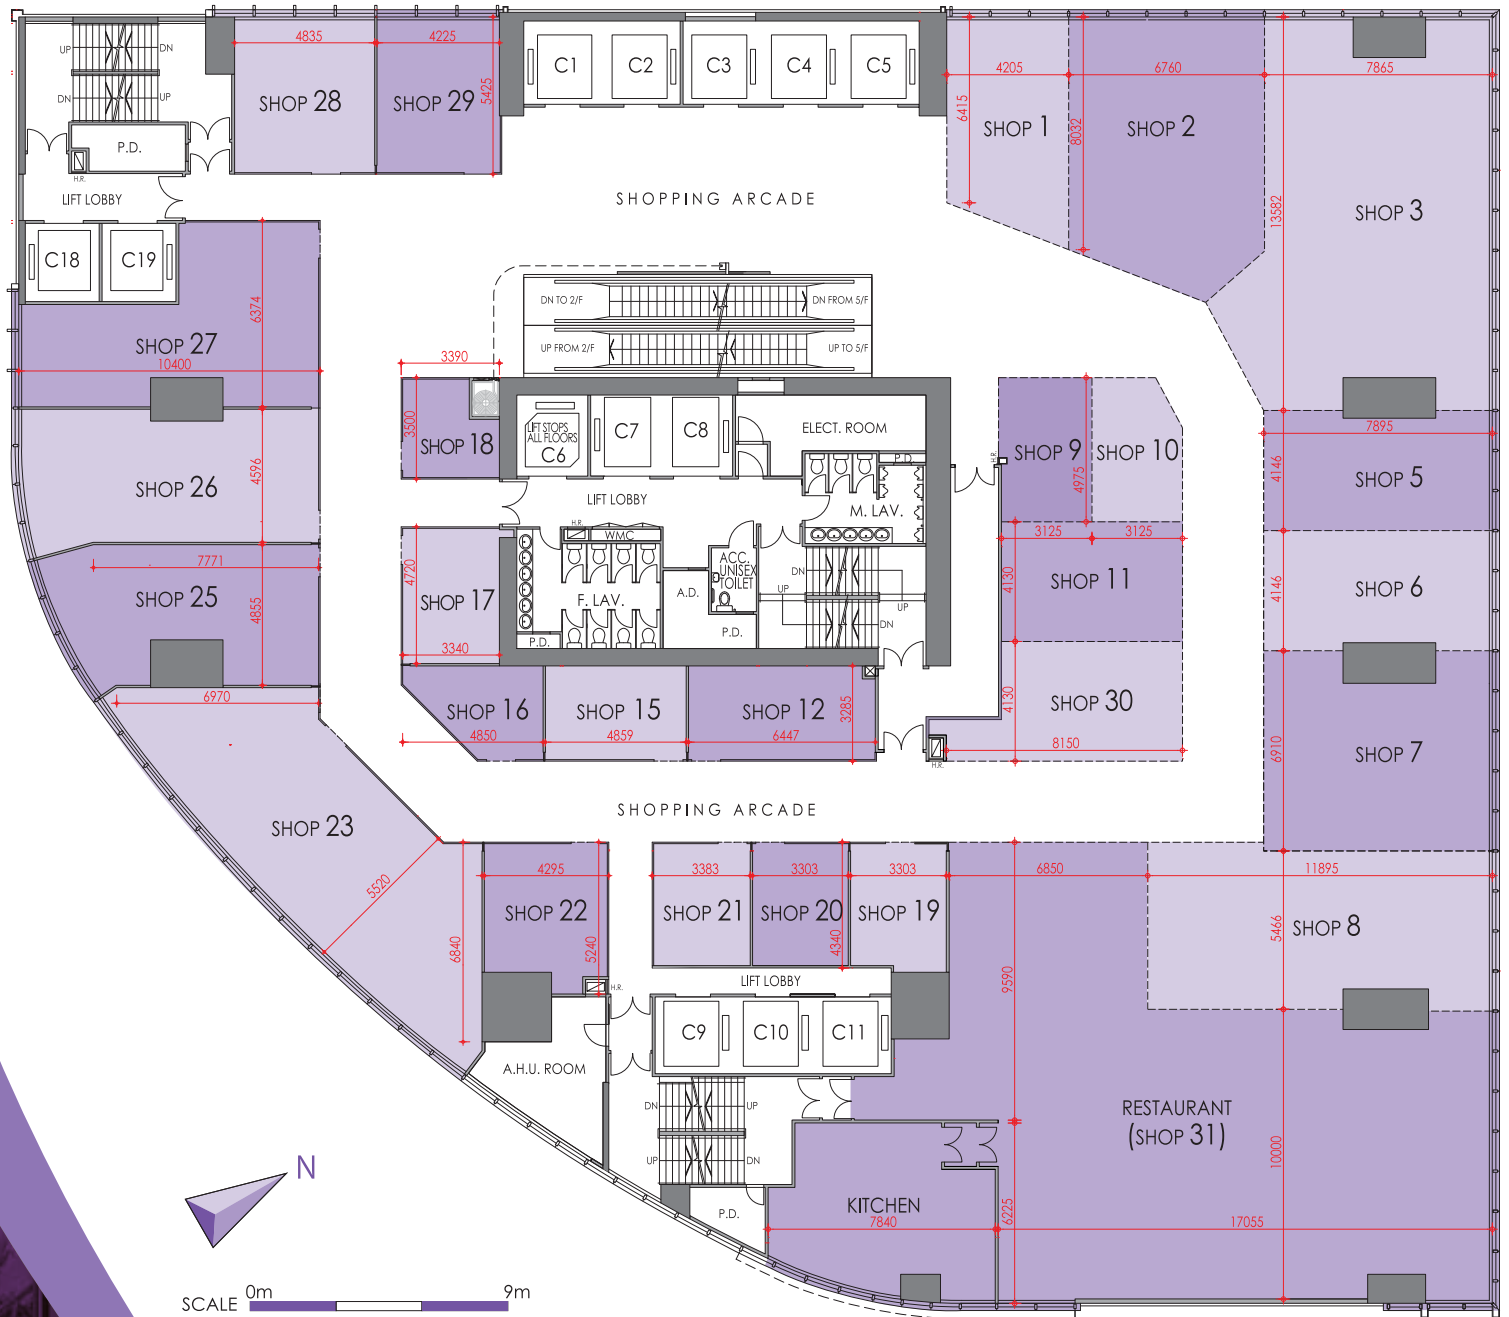 4835
4225
5425
UP
DN
DN
UP
SHOP 28
SHOP 29
C1
C2
C3
C4
C5
4205
6760
7865
6415
8032
SHOP 1
SHOP 2
P.D.
H.R.
LIFT LOBBY
SHOPPING ARCADE
13582
SHOP 3
C18
C19
DN TO 2/F
DN FROM 5/F
UP FROM 2/F
UP TO 5/F
6374
SHOP 27
10400
3390
3500
SHOP 18
LIFT STOPS
ALL FLOORS
C6
C7
C8
ELECT. ROOM
P.D.
H.R.
SHOP 9
4975
SHOP 10
7895
4146
SHOP 5
4596
SHOP 26
LIFT LOBBY
M. LAV.
H.R.
WMC
3125
3125
7771
SHOP 25
4855
4720
SHOP 17
3340
F. LAV.
P.D.
A.D.
ACC.
UNISEX
TOILET
P.D.
DN
UP
UP
DN
4130
SHOP 11
4146
SHOP 6
6970
SHOP 16
4850
SHOP 15
4859
SHOP 12
6447
3285
4130
SHOP 30
8150
H.R.
6910
SHOP 7
SHOPPING ARCADE
SHOP 23
5520
6840
4295
SHOP 22
5240
H.R.
3383
3303
3303
SHOP 21
SHOP 20
SHOP 19
4340
6850
11895
5466
SHOP 8
9590
LIFT LOBBY
C9
C10
C11
A.H.U. ROOM
DN
UP
UP
DN
RESTAURANT
(SHOP 31)
10000
P.D.
KITCHEN
7840
6225
17055
N
SCALE
0m
9m